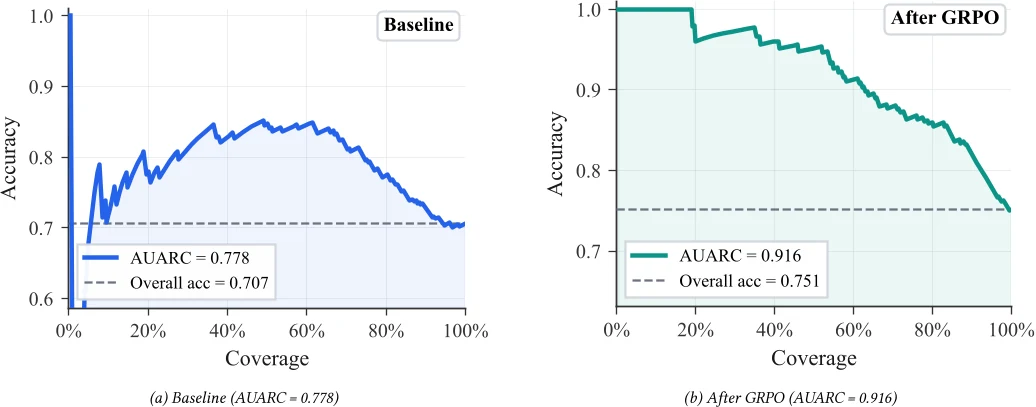 Baseline
1.0
0.9
0.8
0.7
0.6
Accuracy
AUARC = 0.778
Overall acc = 0.707
0%
20%
40%
60%
80%
100%
Coverage
(a) Baseline (AUARC = 0.778)
After GRPO
1.0
0.9
0.8
0.7
Accuracy
AUARC = 0.916
Overall acc = 0.751
0%
20%
40%
60%
80%
100%
Coverage
(b) After GRPO (AUARC = 0.916)